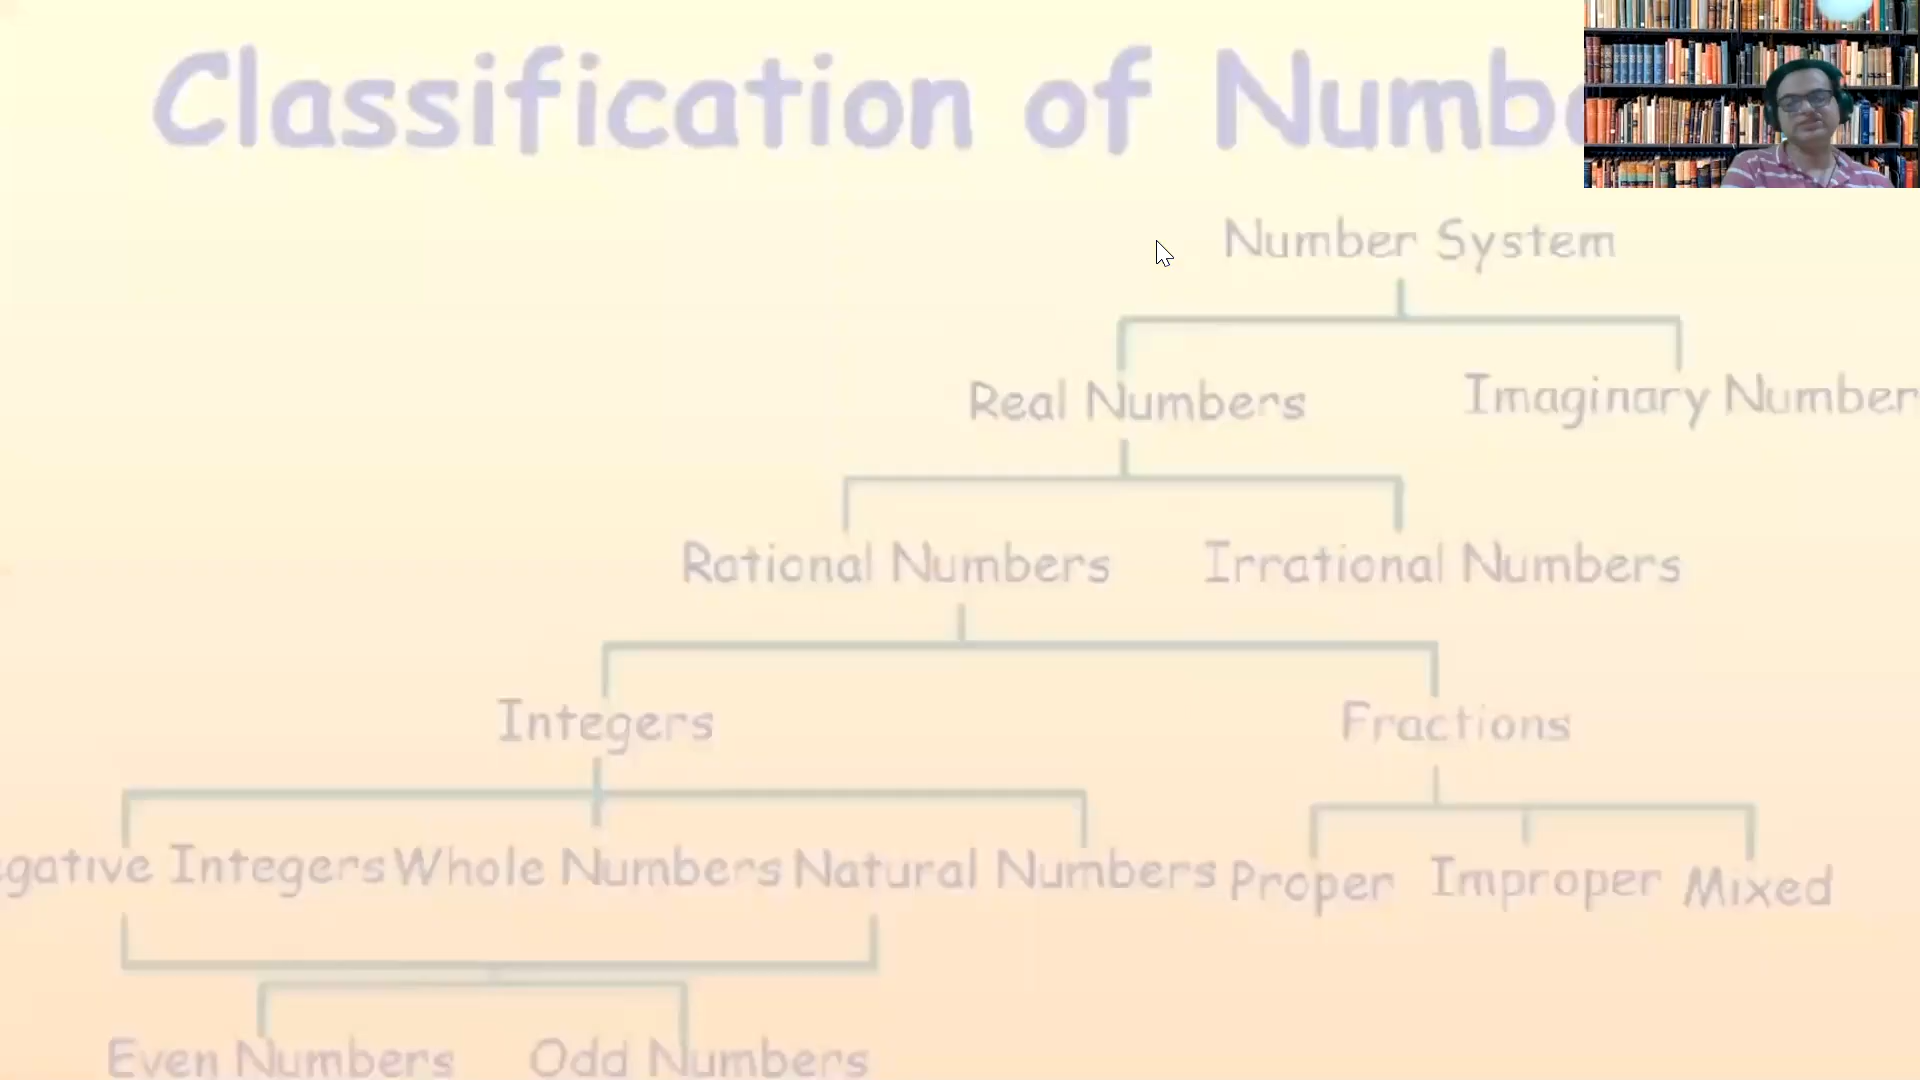 Classification of Numbe
Number System
Real Numbers
Imaginary Number
Rational Numbers
Irrational Numbers
Integers
Fractions
gative Integers
Whole Numbers
Natural Numbers
Proper
Improper
Mixed
Even Numbers
Odd Numbers